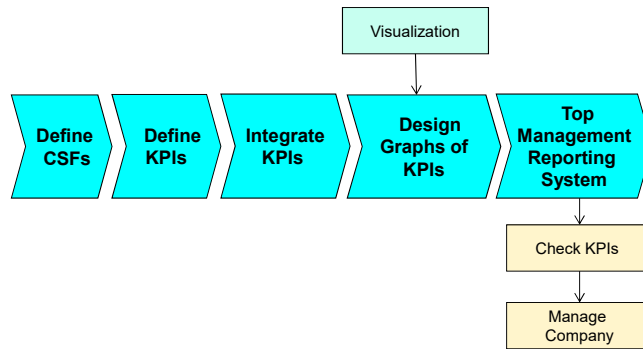 Visualization
Define
CSFs
Define
KPIs
Integrate
KPIs
Design
Graphs of
KPIs
Top
Management
Reporting
System
Check KPIs
Manage
Company